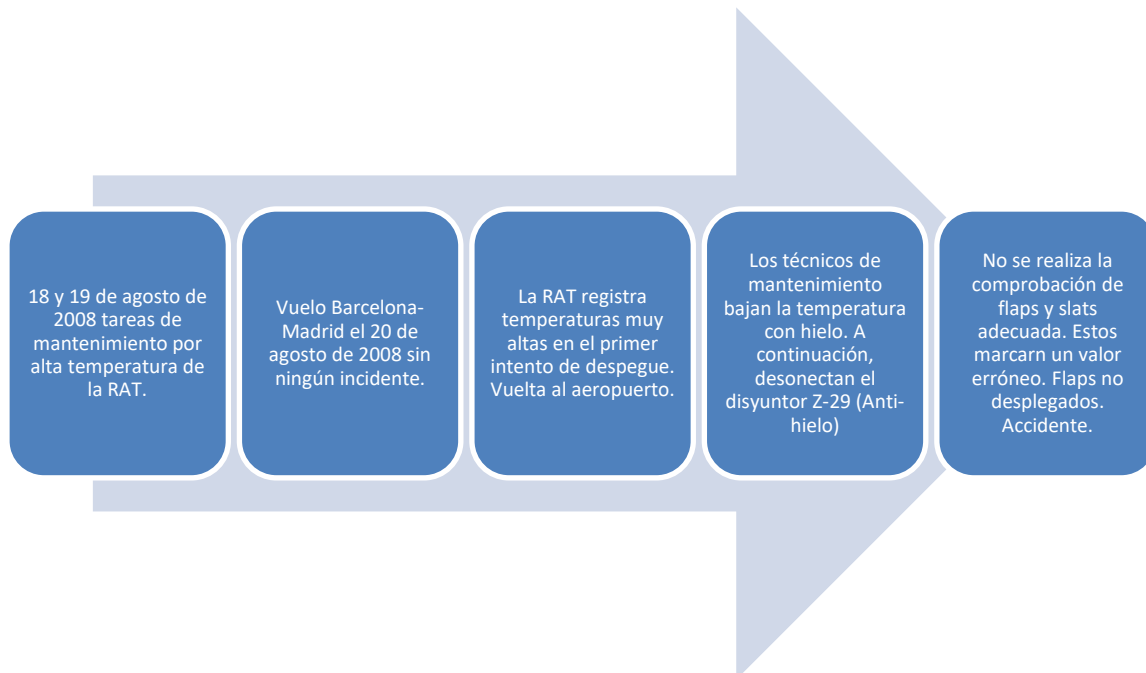 18 y 19 de agosto de
2008 tareas de
mantenimiento por
alta temperatura de
la RAT.
Vuelo Barcelona-
Madrid el 20 de
agosto de 2008 sin
ningún incidente.
La RAT registra
temperaturas muy
altas en el primer
intento de despegue.
Vuelta al aeropuerto.
Los técnicos de
mantenimiento
bajan la temperatura
con hielo. A
continuación,
desonectan el
disyuntor Z-29 (Anti-
hielo)
No se realiza la
comprobación de
flaps y slats
adecuada. Estos
marcarn un valor
erróneo. Flaps no
desplegados.
Accidente.